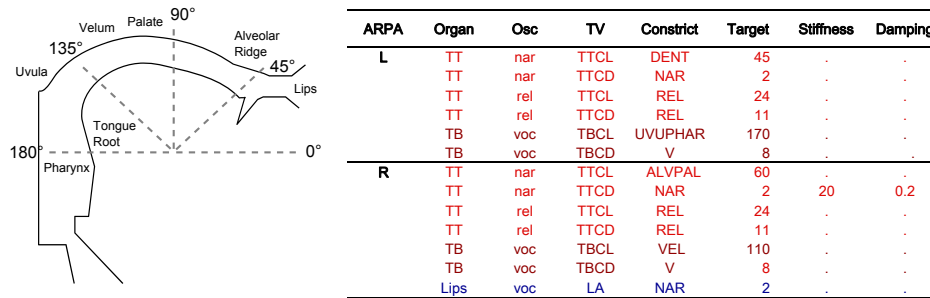 90°
Velum Palate
135°
Alveolar
Ridge
45°
Uvula
Lips
Tongue
Root
180°
0°
Pharynx
ARPA Organ Osc TV Constrict Target Stiffness Damping
L TT nar TTCL DENT 45 . .
TT nar TTCD NAR 2 . .
TT rel TTCL REL 24 . .
TT rel TTCD REL 11 . .
TB voc TBCL UVUPHAR 170 . .
TB voc TBCD V 8 . .
R TT nar TTCL ALVPAL 60 . .
TT nar TTCD NAR 2 20 0.2
TT rel TTCL REL 24 . .
TT rel TTCD REL 11 . .
TB voc TBCL VEL 110 . .
TB voc TBCD V 8 . .
Lips voc LA NAR 2 . .